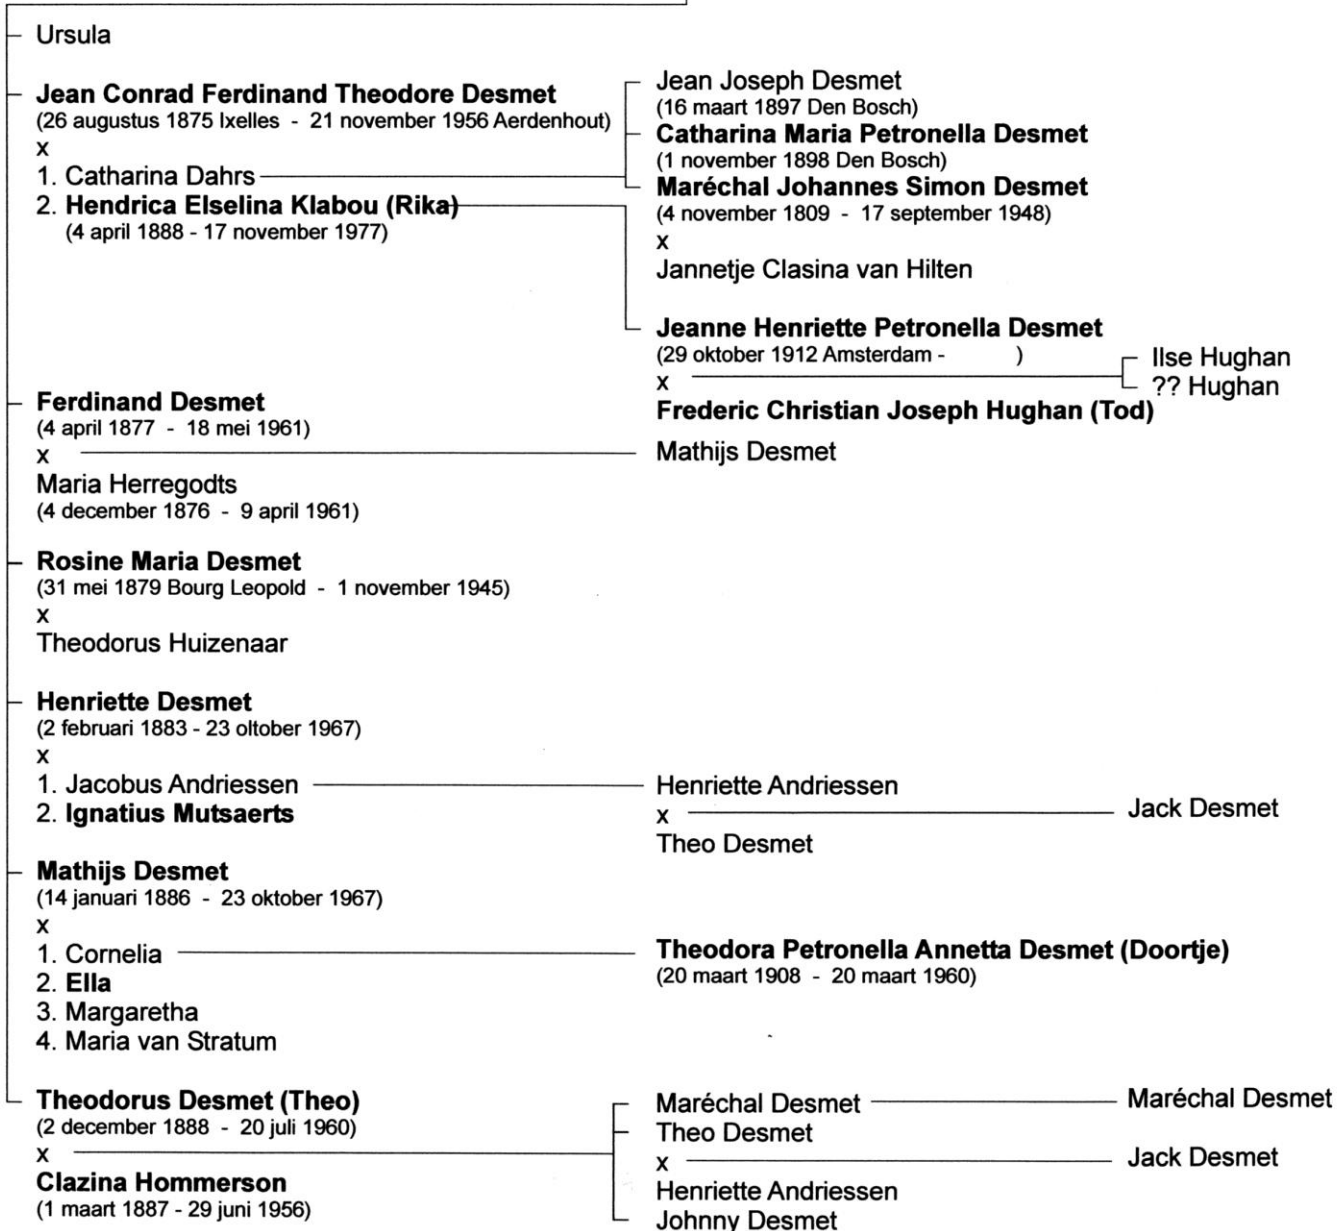 Ursula
Jean Conrad Ferdinand Theodore Desmet
(26 augustus 1875 Ixelles - 21 november 1956 Aerdenhout)
x
1. Catharina Dahrs
2. Hendrica Elselina Klabou (Rika)
(4 april 1888 - 17 november 1977)
Jean Joseph Desmet
(16 maart 1897 Den Bosch)
Catharina Maria Petronella Desmet
(1 november 1898 Den Bosch)
Maréchal Johannes Simon Desmet
(4 november 1809 - 17 september 1948)
x
Jannetje Clasina van Hilten
Jeanne Henriette Petronella Desmet
(29 oktober 1912 Amsterdam - )
x
Frederic Christian Joseph Hughan (Tod)
Ilse Hughan
?? Hughan
Ferdinand Desmet
(4 april 1877 - 18 mei 1961)
x
Maria Herregodts
(4 december 1876 - 9 april 1961)
Mathijs Desmet
Rosine Maria Desmet
(31 mei 1879 Bourg Leopold - 1 november 1945)
x
Theodorus Huizenaar
Henriette Desmet
(2 februari 1883 - 23 oltober 1967)
x
1. Jacobus Andriessen
2. Ignatius Mutsaerts
Henriette Andriessen
x
Theo Desmet
Jack Desmet
Mathijs Desmet
(14 januari 1886 - 23 oktober 1967)
x
1. Cornelia
2. Ella
3. Margaretha
4. Maria van Stratum
Theodora Petronella Annetta Desmet (Doortje)
(20 maart 1908 - 20 maart 1960)
Theodorus Desmet (Theo)
(2 december 1888 - 20 juli 1960)
x
Clazina Hommerson
(1 maart 1887 - 29 juni 1956)
Maréchal Desmet
Theo Desmet
x
Henriette Andriessen
Johnny Desmet
Maréchal Desmet
Jack Desmet